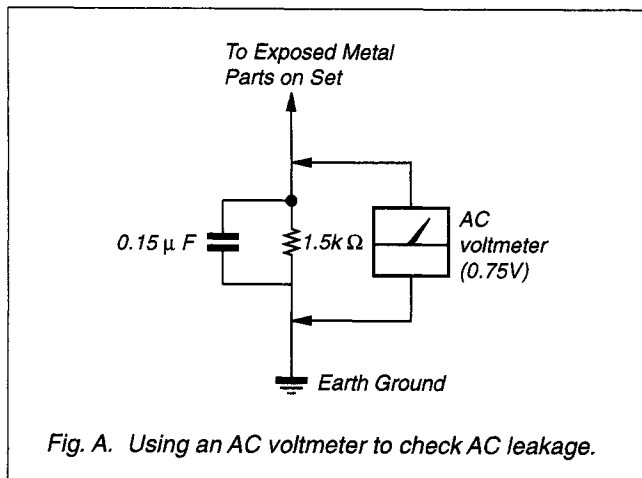 To Exposed Metal
Parts on Set
0.15 μ F
1.5k Ω
AC
voltmeter
(0.75V)
Earth Ground
Fig. A. Using an AC voltmeter to check AC leakage.